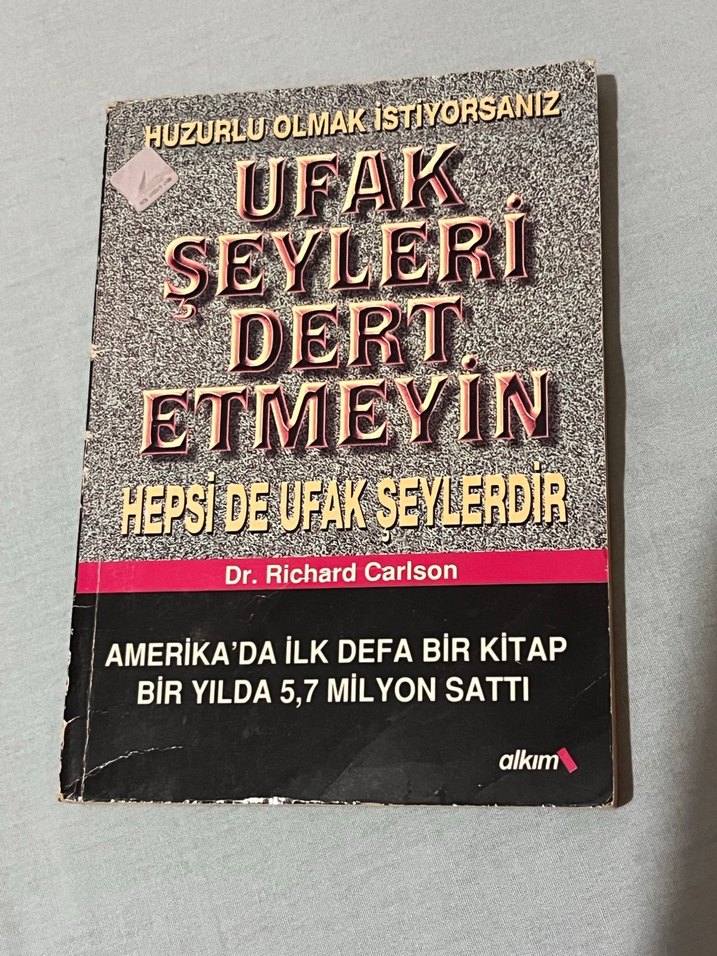 HUZURLU OLMAK İSTİYORSANIZ
UFAK
ŞEYLERİ
DERT
ETMEYİN
HEPSİ DE UFAK ŞEYLERDİR
Dr. Richard Carlson
AMERİKA'DA İLK DEFA BİR KİTAP
BİR YILDA 5,7 MİLYON SATTI
alkım